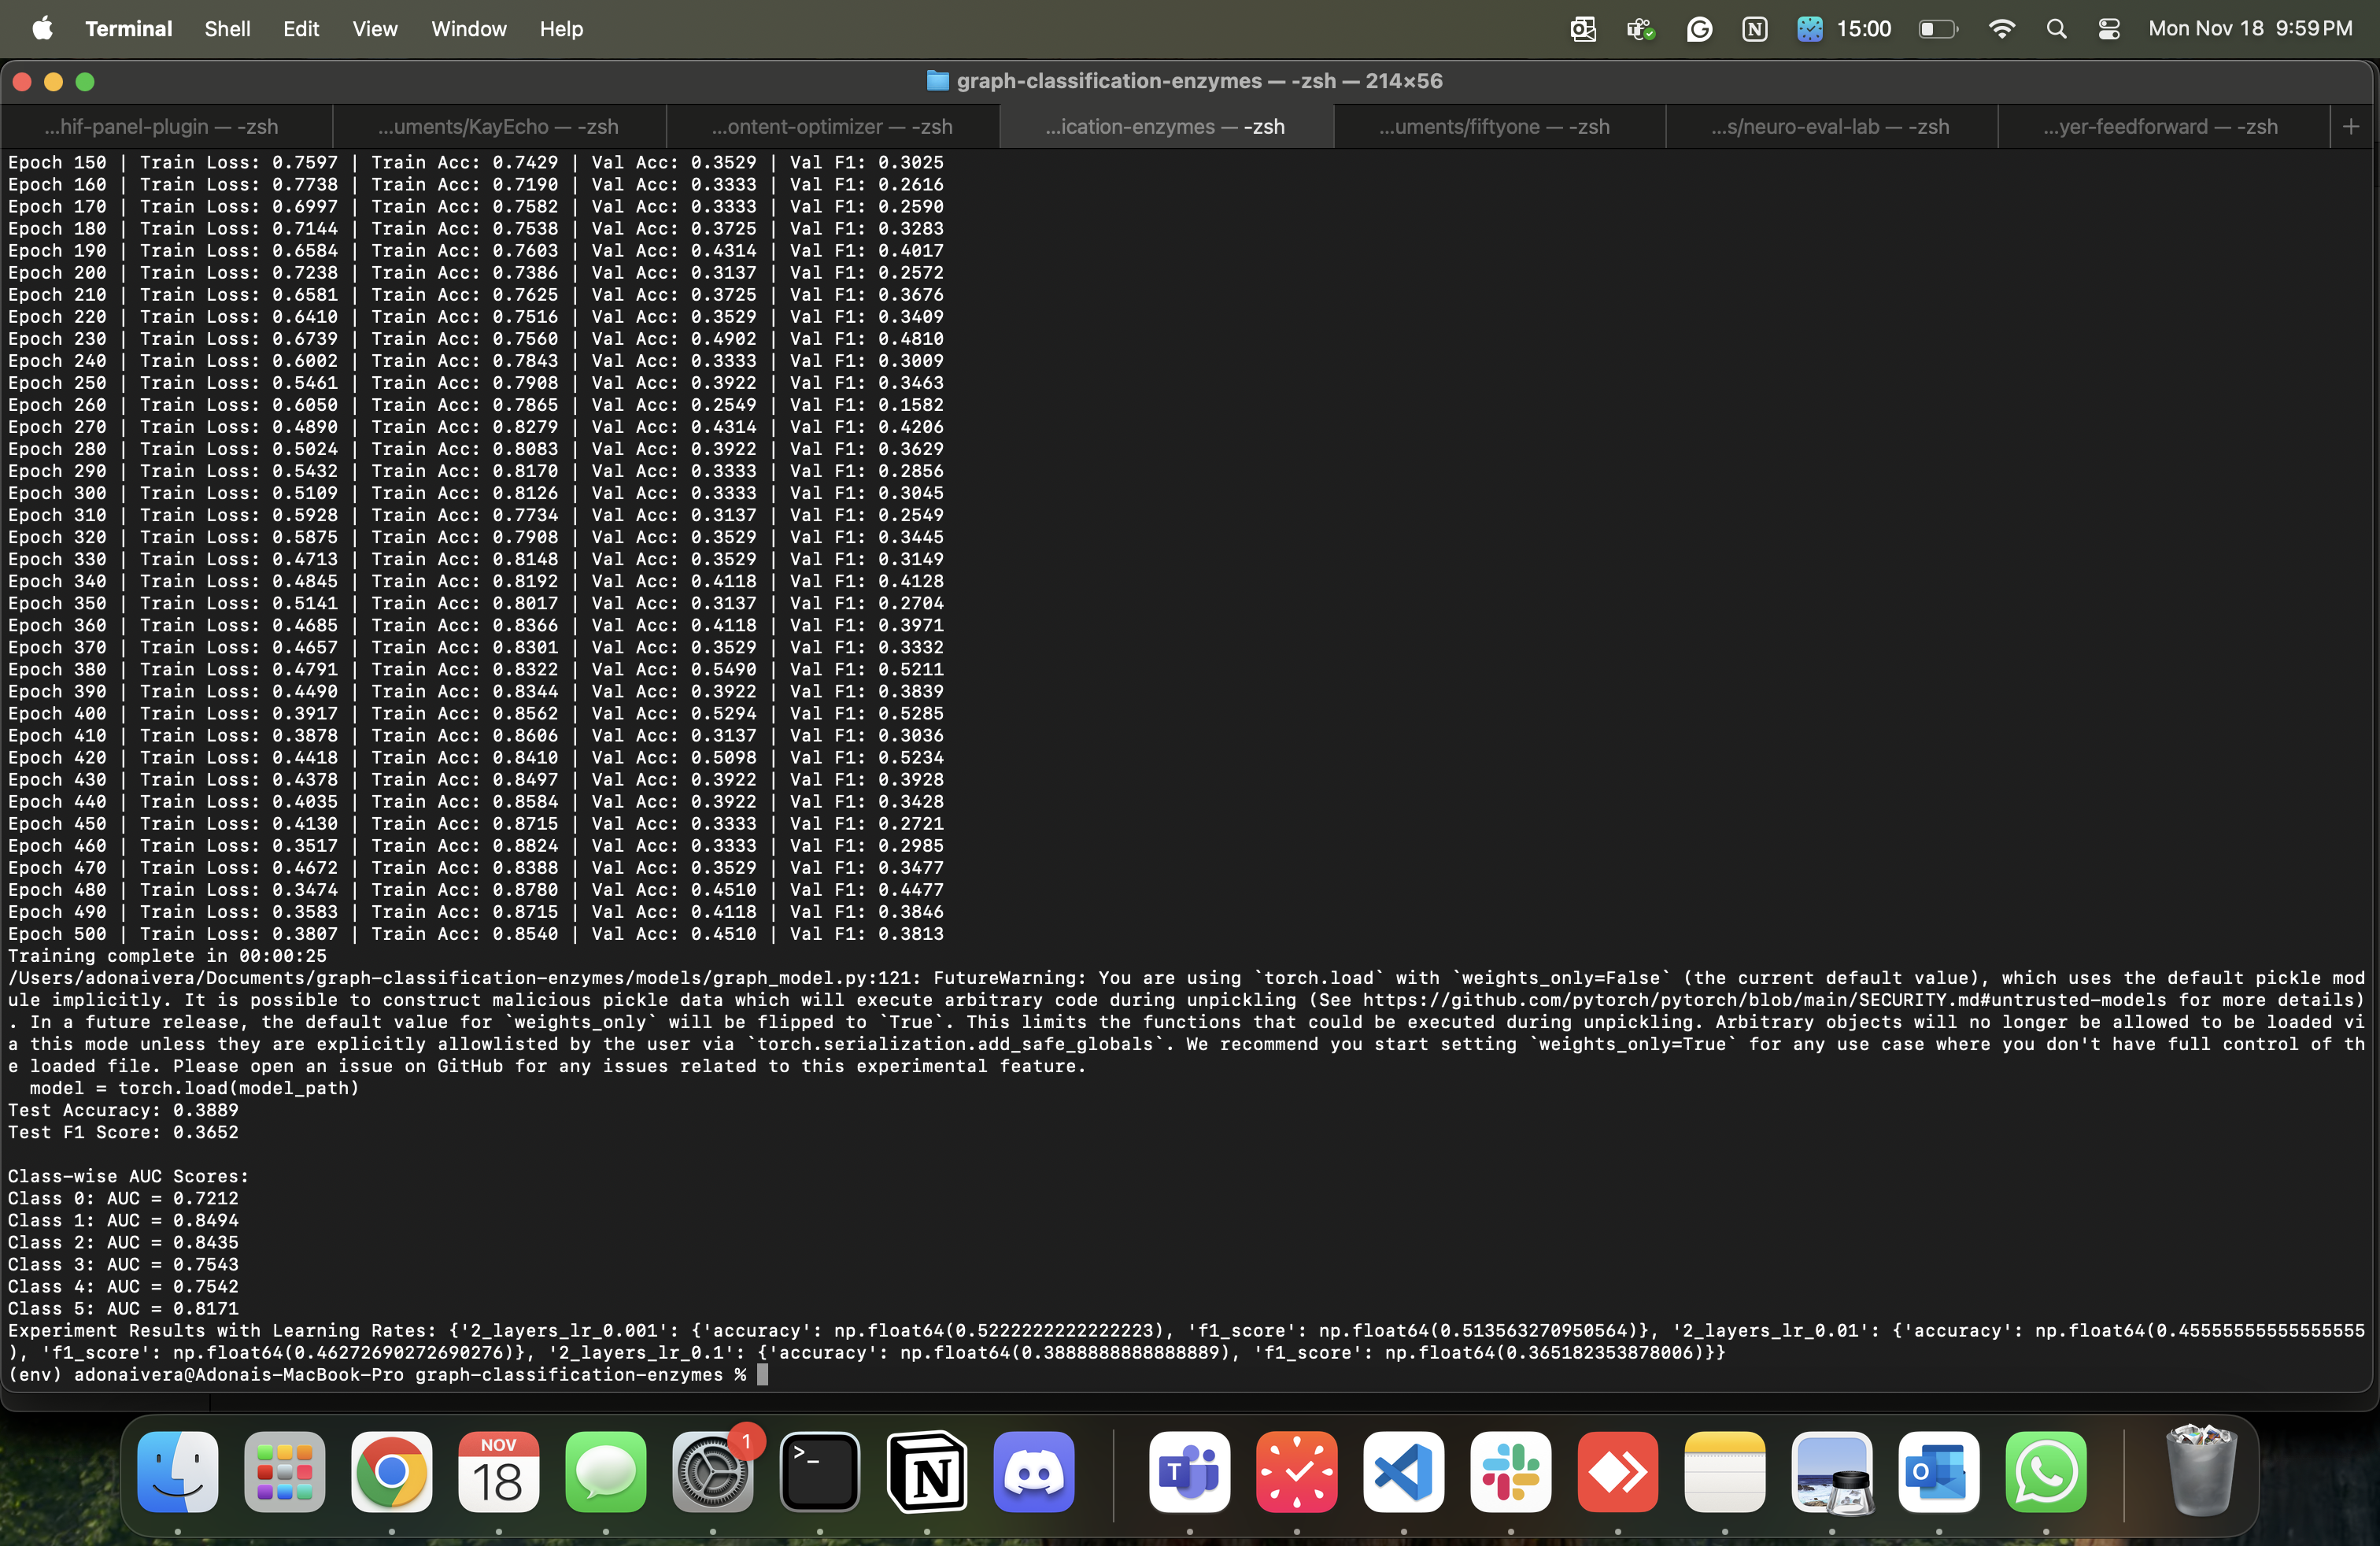 Terminal Shell Edit View Window Help 15:00 Mon Nov 18 9:59 PM
graph-classification-enzymes — -zsh — 214×56
...hif-panel-plugin — -zsh ...uments/KayEcho — -zsh ...ontent-optimizer — -zsh ...ication-enzymes — -zsh ...uments/fiftyone — -zsh ...s/neuro-eval-lab — -zsh ...yer-feedforward — -zsh +
Epoch 150 | Train Loss: 0.7597 | Train Acc: 0.7429 | Val Acc: 0.3529 | Val F1: 0.3025
Epoch 160 | Train Loss: 0.7738 | Train Acc: 0.7190 | Val Acc: 0.3333 | Val F1: 0.2616
Epoch 170 | Train Loss: 0.6997 | Train Acc: 0.7582 | Val Acc: 0.3333 | Val F1: 0.2590
Epoch 180 | Train Loss: 0.7144 | Train Acc: 0.7538 | Val Acc: 0.3725 | Val F1: 0.3283
Epoch 190 | Train Loss: 0.6584 | Train Acc: 0.7603 | Val Acc: 0.4314 | Val F1: 0.4017
Epoch 200 | Train Loss: 0.7238 | Train Acc: 0.7386 | Val Acc: 0.3137 | Val F1: 0.2572
Epoch 210 | Train Loss: 0.6581 | Train Acc: 0.7625 | Val Acc: 0.3725 | Val F1: 0.3676
Epoch 220 | Train Loss: 0.6410 | Train Acc: 0.7516 | Val Acc: 0.3529 | Val F1: 0.3409
Epoch 230 | Train Loss: 0.6739 | Train Acc: 0.7560 | Val Acc: 0.4902 | Val F1: 0.4810
Epoch 240 | Train Loss: 0.6002 | Train Acc: 0.7843 | Val Acc: 0.3333 | Val F1: 0.3009
Epoch 250 | Train Loss: 0.5461 | Train Acc: 0.7908 | Val Acc: 0.3922 | Val F1: 0.3463
Epoch 260 | Train Loss: 0.6050 | Train Acc: 0.7865 | Val Acc: 0.2549 | Val F1: 0.1582
Epoch 270 | Train Loss: 0.4890 | Train Acc: 0.8279 | Val Acc: 0.4314 | Val F1: 0.4206
Epoch 280 | Train Loss: 0.5024 | Train Acc: 0.8083 | Val Acc: 0.3922 | Val F1: 0.3629
Epoch 290 | Train Loss: 0.5432 | Train Acc: 0.8170 | Val Acc: 0.3333 | Val F1: 0.2856
Epoch 300 | Train Loss: 0.5109 | Train Acc: 0.8126 | Val Acc: 0.3333 | Val F1: 0.3045
Epoch 310 | Train Loss: 0.5928 | Train Acc: 0.7734 | Val Acc: 0.3137 | Val F1: 0.2549
Epoch 320 | Train Loss: 0.5875 | Train Acc: 0.7908 | Val Acc: 0.3529 | Val F1: 0.3445
Epoch 330 | Train Loss: 0.4713 | Train Acc: 0.8148 | Val Acc: 0.3529 | Val F1: 0.3149
Epoch 340 | Train Loss: 0.4845 | Train Acc: 0.8192 | Val Acc: 0.4118 | Val F1: 0.4128
Epoch 350 | Train Loss: 0.5141 | Train Acc: 0.8017 | Val Acc: 0.3137 | Val F1: 0.2704
Epoch 360 | Train Loss: 0.4685 | Train Acc: 0.8366 | Val Acc: 0.4118 | Val F1: 0.3971
Epoch 370 | Train Loss: 0.4657 | Train Acc: 0.8301 | Val Acc: 0.3529 | Val F1: 0.3332
Epoch 380 | Train Loss: 0.4791 | Train Acc: 0.8322 | Val Acc: 0.5490 | Val F1: 0.5211
Epoch 390 | Train Loss: 0.4490 | Train Acc: 0.8344 | Val Acc: 0.3922 | Val F1: 0.3839
Epoch 400 | Train Loss: 0.3917 | Train Acc: 0.8562 | Val Acc: 0.5294 | Val F1: 0.5285
Epoch 410 | Train Loss: 0.3878 | Train Acc: 0.8606 | Val Acc: 0.3137 | Val F1: 0.3036
Epoch 420 | Train Loss: 0.4418 | Train Acc: 0.8410 | Val Acc: 0.5098 | Val F1: 0.5234
Epoch 430 | Train Loss: 0.4378 | Train Acc: 0.8497 | Val Acc: 0.3922 | Val F1: 0.3928
Epoch 440 | Train Loss: 0.4035 | Train Acc: 0.8584 | Val Acc: 0.3922 | Val F1: 0.3428
Epoch 450 | Train Loss: 0.4130 | Train Acc: 0.8715 | Val Acc: 0.3333 | Val F1: 0.2721
Epoch 460 | Train Loss: 0.3517 | Train Acc: 0.8824 | Val Acc: 0.3333 | Val F1: 0.2985
Epoch 470 | Train Loss: 0.4672 | Train Acc: 0.8388 | Val Acc: 0.3529 | Val F1: 0.3477
Epoch 480 | Train Loss: 0.3474 | Train Acc: 0.8780 | Val Acc: 0.4510 | Val F1: 0.4477
Epoch 490 | Train Loss: 0.3583 | Train Acc: 0.8715 | Val Acc: 0.4118 | Val F1: 0.3846
Epoch 500 | Train Loss: 0.3807 | Train Acc: 0.8540 | Val Acc: 0.4510 | Val F1: 0.3813
Training complete in 00:00:25
/Users/adonaivera/Documents/graph-classification-enzymes/models/graph_model.py:121: FutureWarning: You are using `torch.load` with `weights_only=False` (the current default value), which uses the default pickle mod
ule implicitly. It is possible to construct malicious pickle data which will execute arbitrary code during unpickling (See https://github.com/pytorch/pytorch/blob/main/SECURITY.md#untrusted-models for more details)
. In a future release, the default value for `weights_only` will be flipped to `True`. This limits the functions that could be executed during unpickling. Arbitrary objects will no longer be allowed to be loaded vi
a this mode unless they are explicitly allowlisted by the user via `torch.serialization.add_safe_globals`. We recommend you start setting `weights_only=True` for any use case where you don't have full control of th
e loaded file. Please open an issue on GitHub for any issues related to this experimental feature.
  model = torch.load(model_path)
Test Accuracy: 0.3889
Test F1 Score: 0.3652
Class-wise AUC Scores:
Class 0: AUC = 0.7212
Class 1: AUC = 0.8494
Class 2: AUC = 0.8435
Class 3: AUC = 0.7543
Class 4: AUC = 0.7542
Class 5: AUC = 0.8171
Experiment Results with Learning Rates: {'2_layers_lr_0.001': {'accuracy': np.float64(0.5222222222222223), 'f1_score': np.float64(0.513563270950564)}, '2_layers_lr_0.01': {'accuracy': np.float64(0.45555555555555555
), 'f1_score': np.float64(0.46272690272690276)}, '2_layers_lr_0.1': {'accuracy': np.float64(0.3888888888888889), 'f1_score': np.float64(0.365182353878006)}}
(env) adonaivera@Adonais-MacBook-Pro graph-classification-enzymes %
NOV
18
1